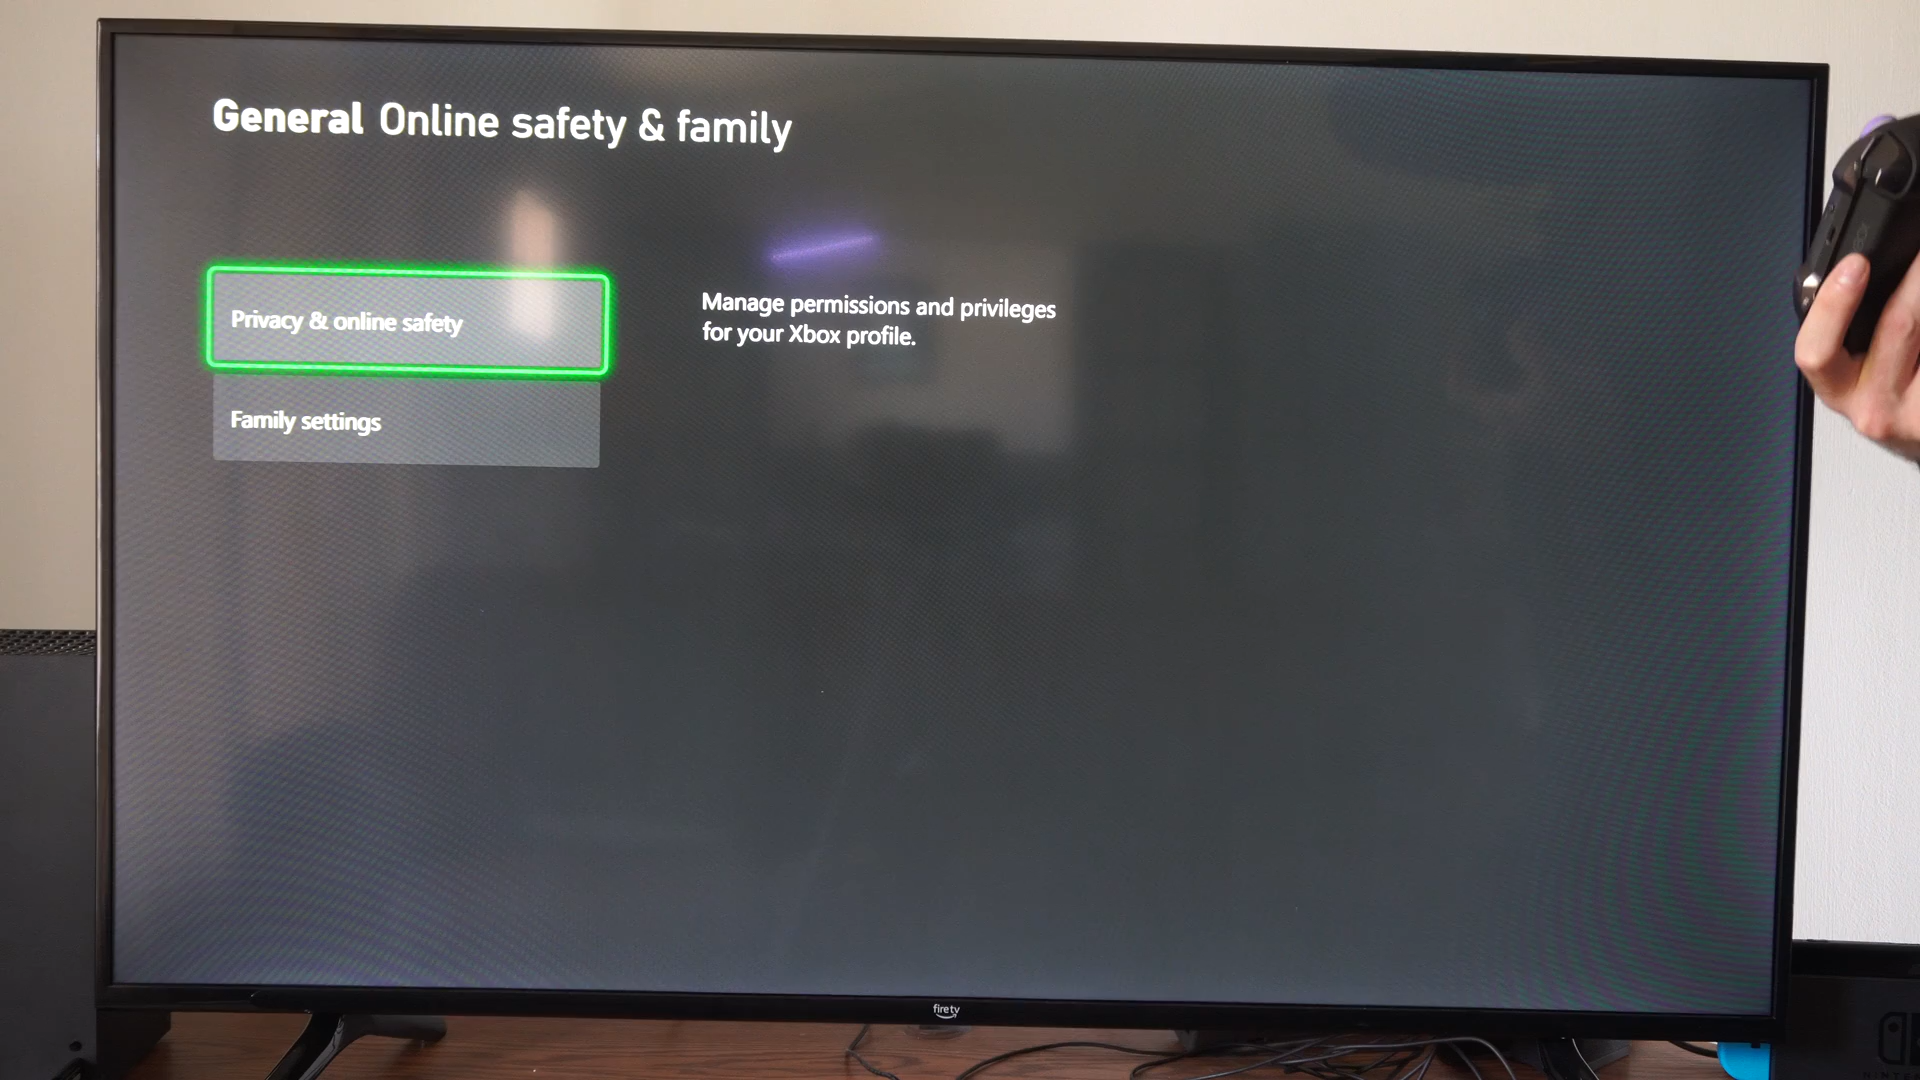 General Online safety & family
Privacy & online safety
Manage permissions and privileges
for your Xbox profile.
Family settings
firetv